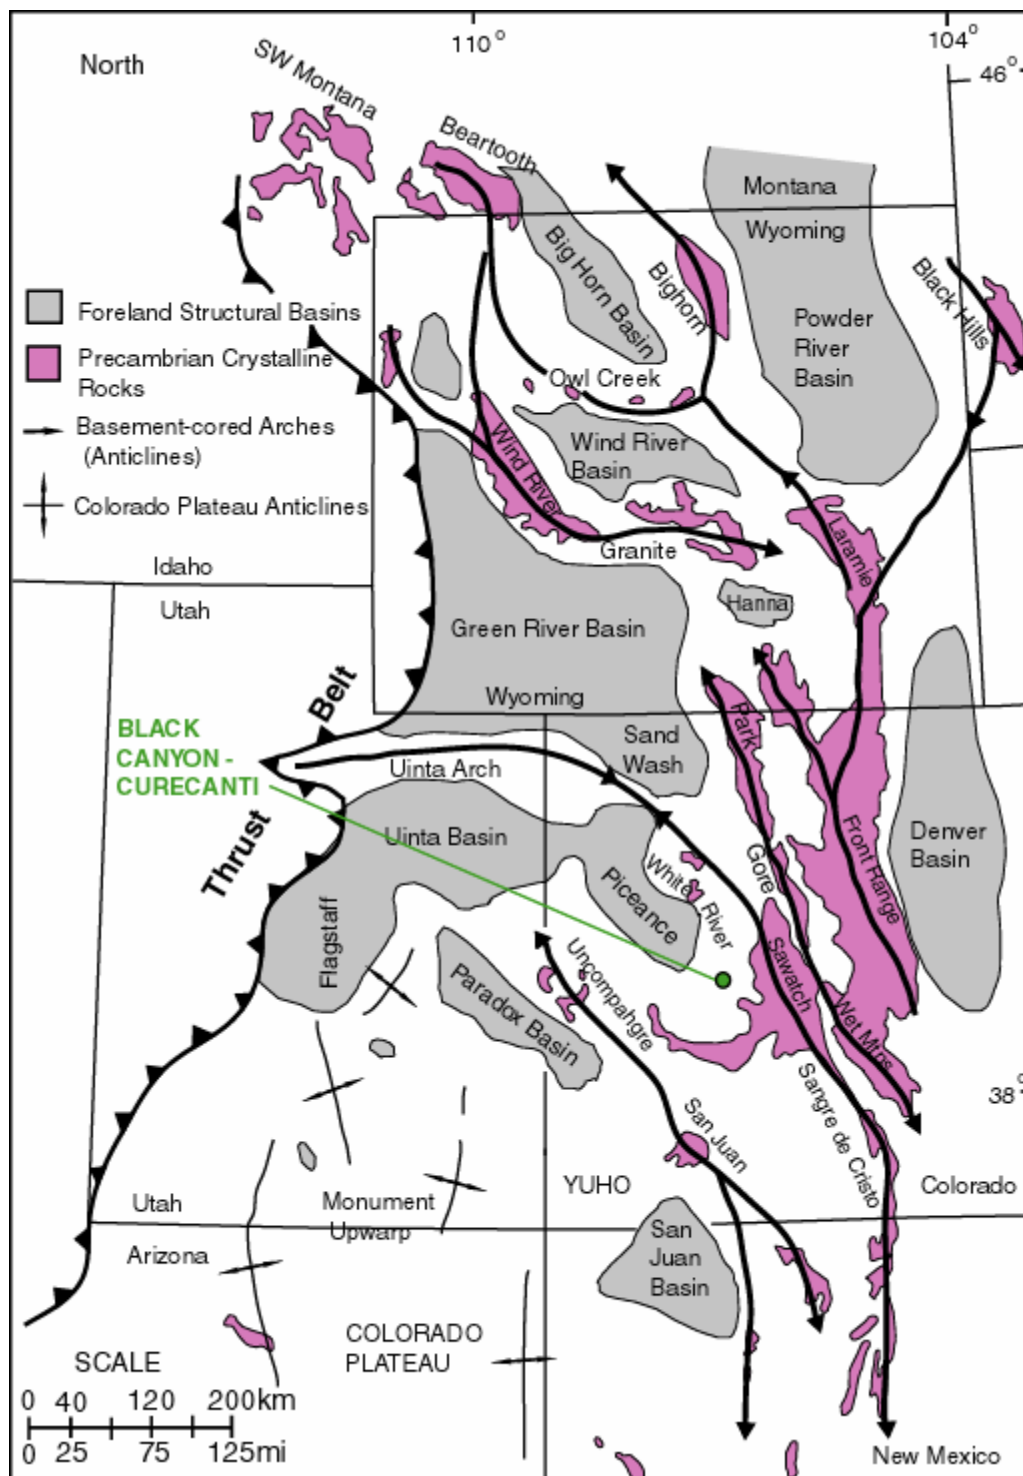 110°
104°
46°
North
SW Montana
Beartooth
Montana
Wyoming
Big Horn Basin
Bighorn
Black Hills
Powder
River
Basin
Foreland Structural Basins
Precambrian Crystalline
Rocks
Basement-cored Arches
(Anticlines)
Colorado Plateau Anticlines
Owl Creek
Wind River
Basin
Wind River
Granite
Laramie
Hanna
Idaho
Utah
Green River Basin
Wyoming
Belt
Thrust
BLACK
CANYON -
CURECANTI
Uinta Arch
Sand
Wash
Park
Uinta Basin
Gore
Front Range
Denver
Basin
White River
Piceance
Flagstaff
Sawatch
Uncompahgre
Paradox Basin
Wet Mtns
38°
Sangre de Cristo
San Juan
YUHO
Colorado
Utah
Arizona
Monument
Upwarp
San
Juan
Basin
COLORADO
PLATEAU
SCALE
0 40 120 200km
0 25 75 125mi
New Mexico